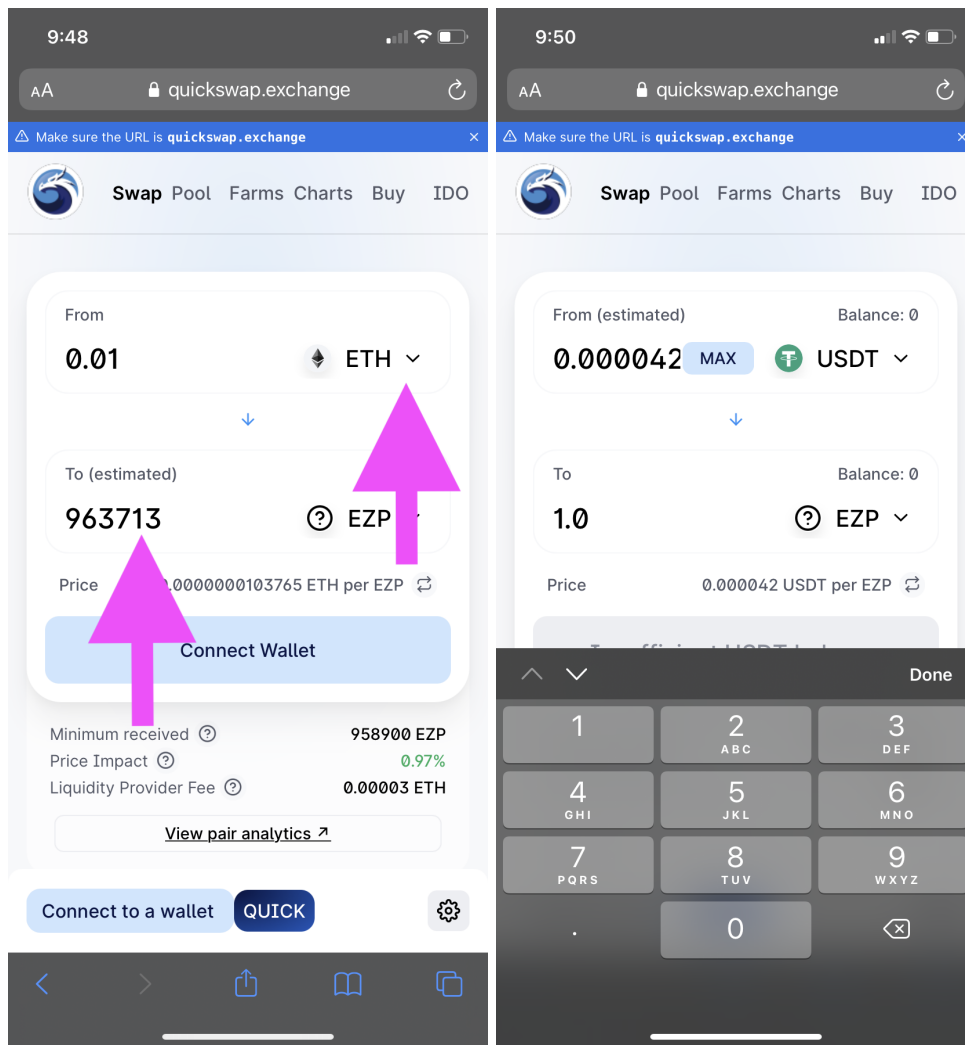 9:48
AA quickswap.exchange
Make sure the URL is quickswap.exchange ×
Swap Pool Farms Charts Buy IDO
From
0.01 ETH
To (estimated)
963713 EZP
Price .0000000103765 ETH per EZP
Connect Wallet
Minimum received 958900 EZP
Price Impact 0.97%
Liquidity Provider Fee 0.00003 ETH
View pair analytics ↗
Connect to a wallet QUICK
9:50
AA quickswap.exchange
Make sure the URL is quickswap.exchange ×
Swap Pool Farms Charts Buy IDO
From (estimated) Balance: 0
0.000042 MAX USDT
To Balance: 0
1.0 EZP
Price 0.000042 USDT per EZP
Done
1 2 3
ABC DEF
4 5 6
GHI JKL MNO
7 8 9
PQRS TUV WXYZ
. 0